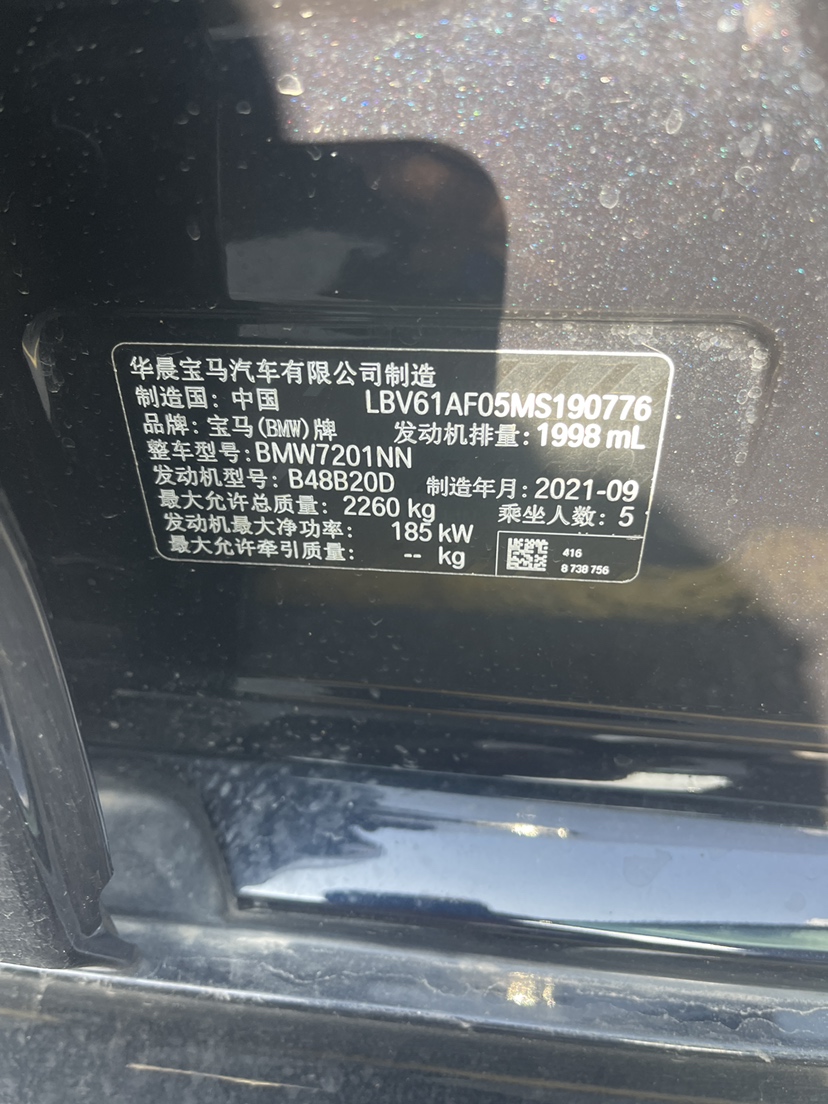 华晨宝马汽车有限公司制造
制造国：中国 LBV61AF05MS190776
品牌：宝马(BMW)牌 发动机排量：1998 mL
整车型号：BMW7201NN
发动机型号：B48B20D 制造年月：2021-09
最大允许总质量：2260 kg 乘坐人数：5
发动机最大净功率：185 kW
最大允许牵引质量：-- kg
416
8 738 756